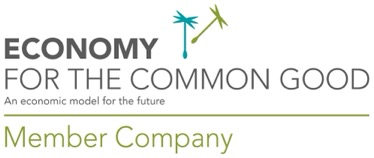 ECONOMY
FOR THE COMMON GOOD
An economic model for the future
Member Company